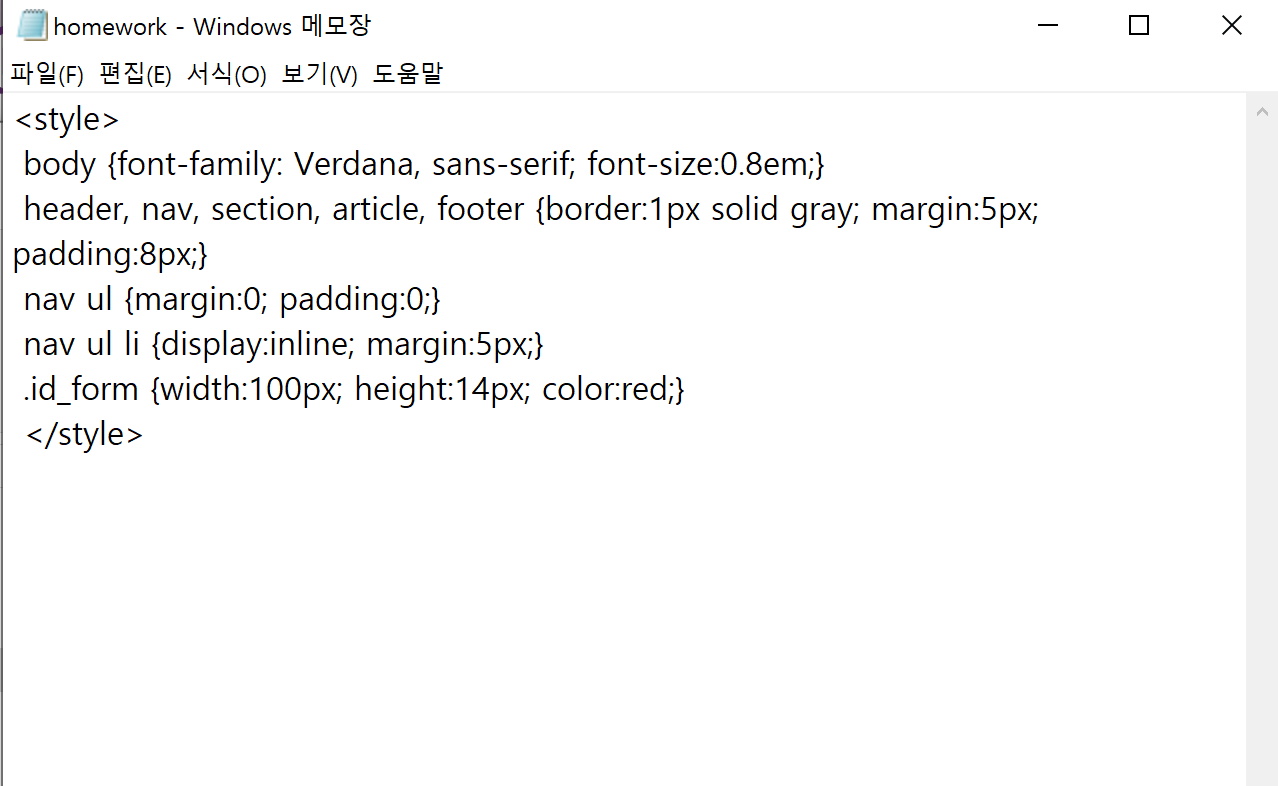 homework - Windows 메모장
파일(F) 편집(E) 서식(O) 보기(V) 도움말
<style>
body {font-family: Verdana, sans-serif; font-size:0.8em;}
header, nav, section, article, footer {border:1px solid gray; margin:5px;
padding:8px;}
nav ul {margin:0; padding:0;}
nav ul li {display:inline; margin:5px;}
.id_form {width:100px; height:14px; color:red;}
</style>